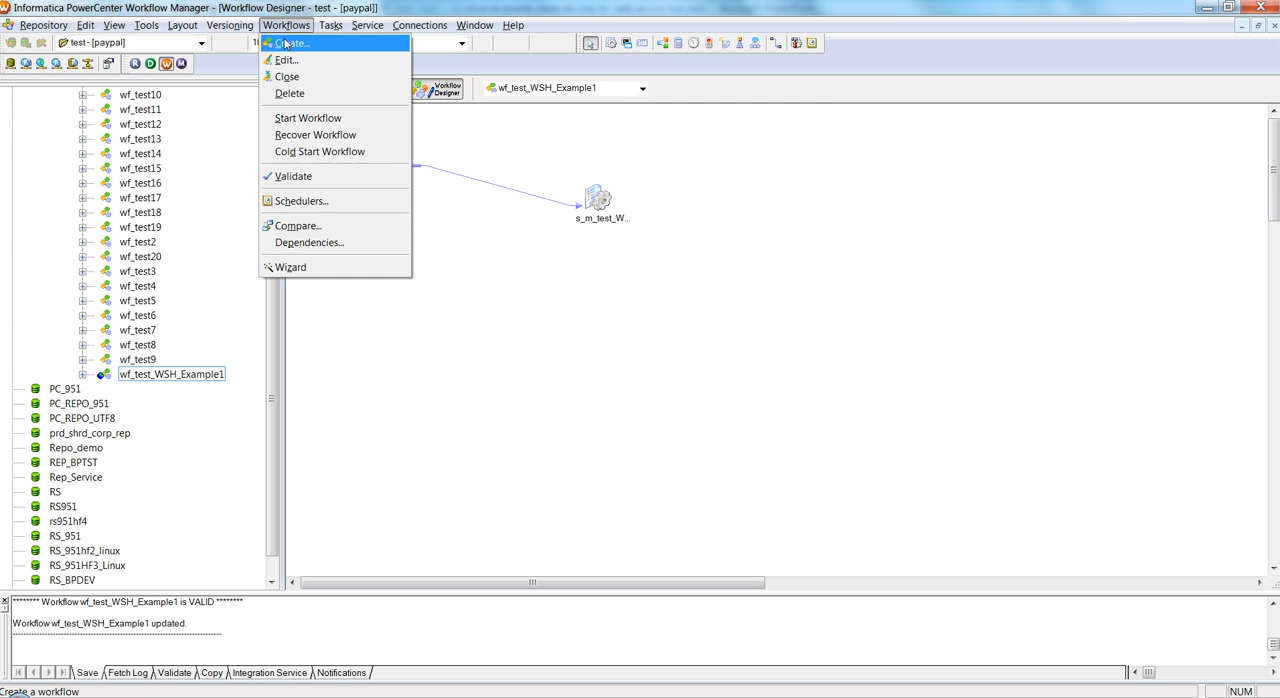 Informatica PowerCenter Workflow Manager - [Workflow Designer - test - [paypal]]
Repository Edit View Tools Layout Versioning Workflows Tasks Service Connections Window Help
test - [paypal]
R D W M
Create...
Edit...
Close
Delete
Start Workflow
Recover Workflow
Cold Start Workflow
Validate
Schedulers...
Compare...
Dependencies...
Wizard
Workflow Designer
wf_test_WSH_Example1
s_m_test_W...
wf_test10
wf_test11
wf_test12
wf_test13
wf_test14
wf_test15
wf_test16
wf_test17
wf_test18
wf_test19
wf_test2
wf_test20
wf_test3
wf_test4
wf_test5
wf_test6
wf_test7
wf_test8
wf_test9
wf_test_WSH_Example1
PC_951
PC_REPO_951
PC_REPO_UTF8
prd_shrd_corp_rep
Repo_demo
REP_BPTST
Rep_Service
RS
RS951
rs951hf4
RS_951
RS_951hf2_linux
RS_951HF3_Linux
RS_BPDEV
******** Workflow wf_test_WSH_Example1 is VALID ********
Workflow wf_test_WSH_Example1 updated.
Save Fetch Log Validate Copy Integration Service Notifications
Create a workflow
NUM